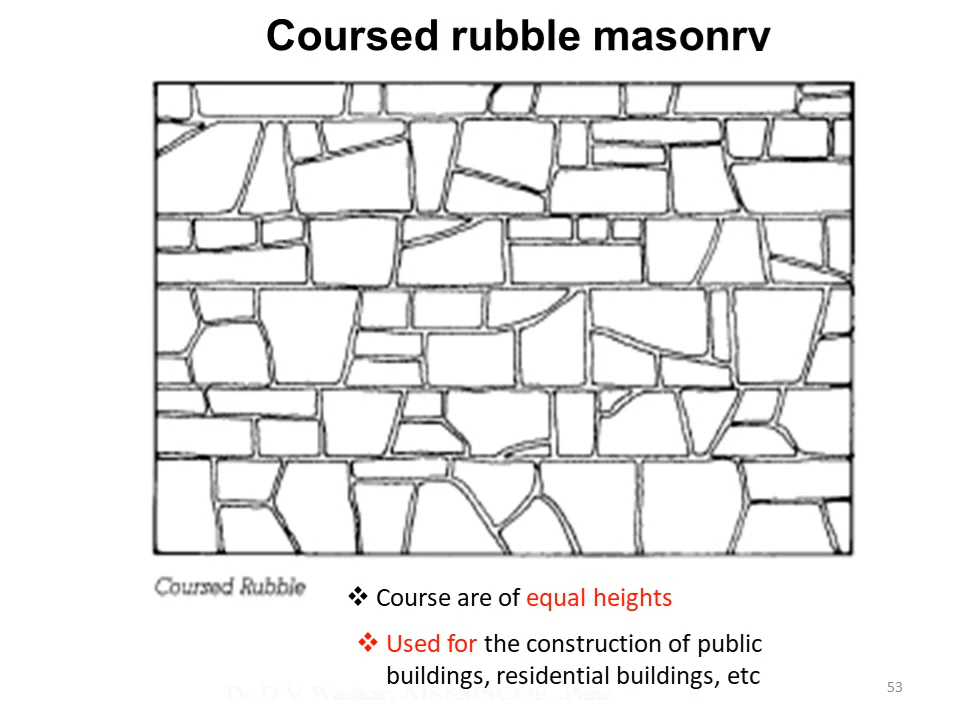 Coursed rubble masonry
Coursed Rubble
❖ Course are of equal heights
❖ Used for the construction of public
buildings, residential buildings, etc
53